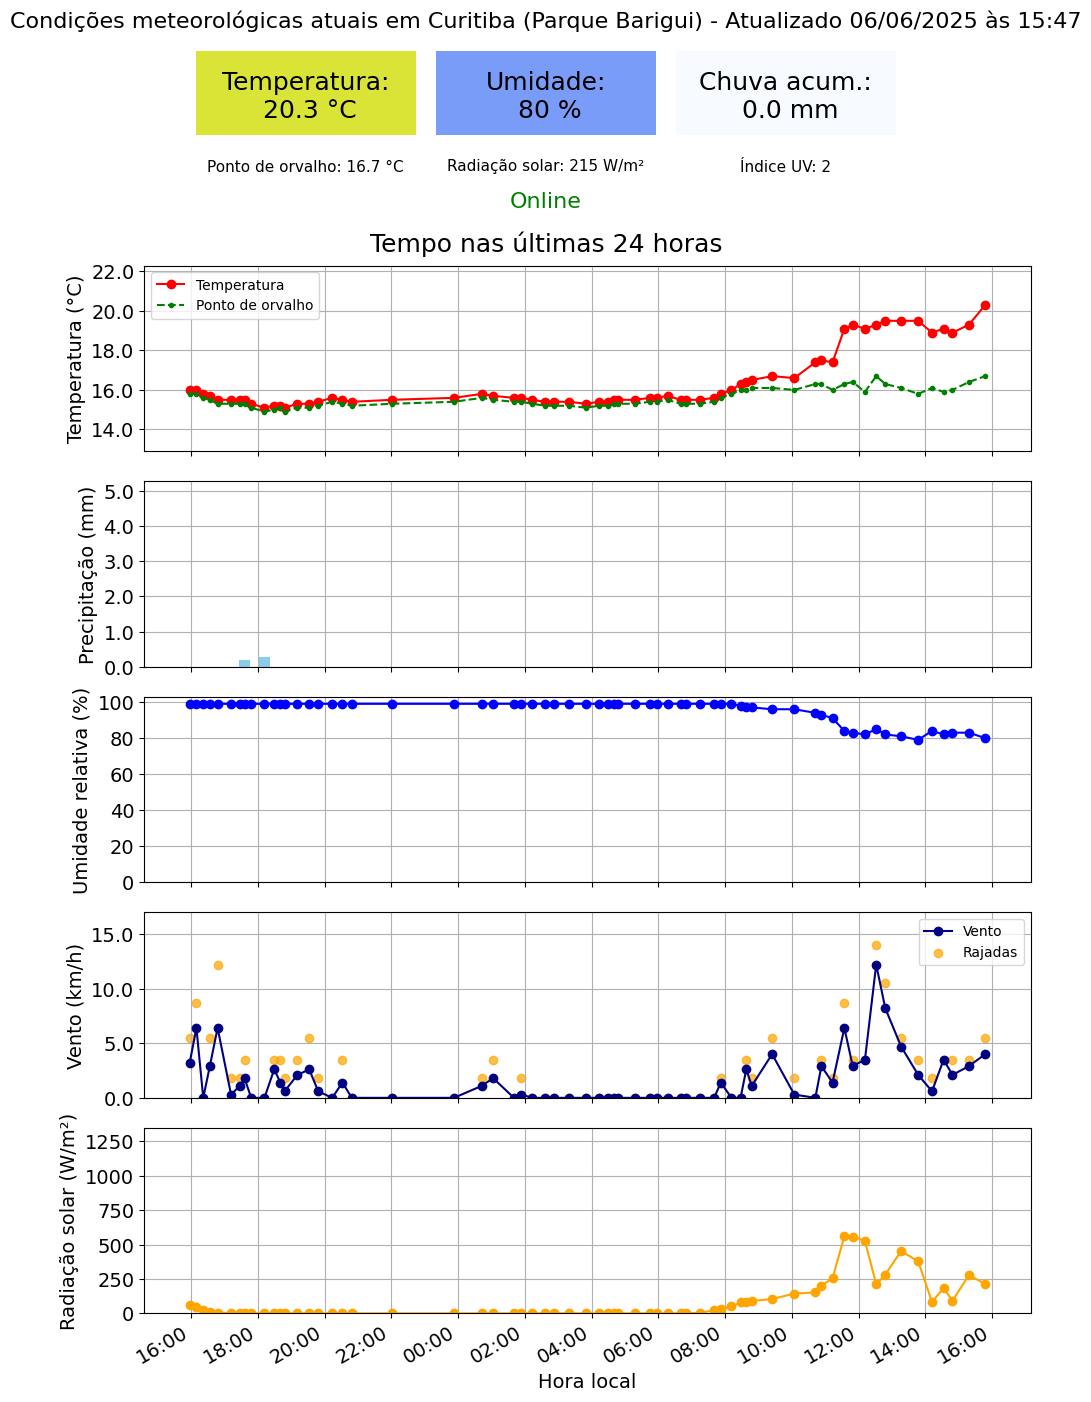 Condições meteorológicas atuais em Curitiba (Parque Barigui) - Atualizado 06/06/2025 às 15:47
Temperatura:
20.3 °C
Umidade:
80 %
Chuva acum.:
0.0 mm
Ponto de orvalho: 16.7 °C
Radiação solar: 215 W/m²
Índice UV: 2
Online
Tempo nas últimas 24 horas
Temperatura (°C)
22.0
20.0
18.0
16.0
14.0
Temperatura
Ponto de orvalho
Precipitação (mm)
5.0
4.0
3.0
2.0
1.0
0.0
Umidade relativa (%)
100
80
60
40
20
0
Vento (km/h)
15.0
10.0
5.0
0.0
Vento
Rajadas
Radiação solar (W/m²)
1250
1000
750
500
250
0
16:00
18:00
20:00
22:00
00:00
02:00
04:00
06:00
08:00
10:00
12:00
14:00
16:00
Hora local